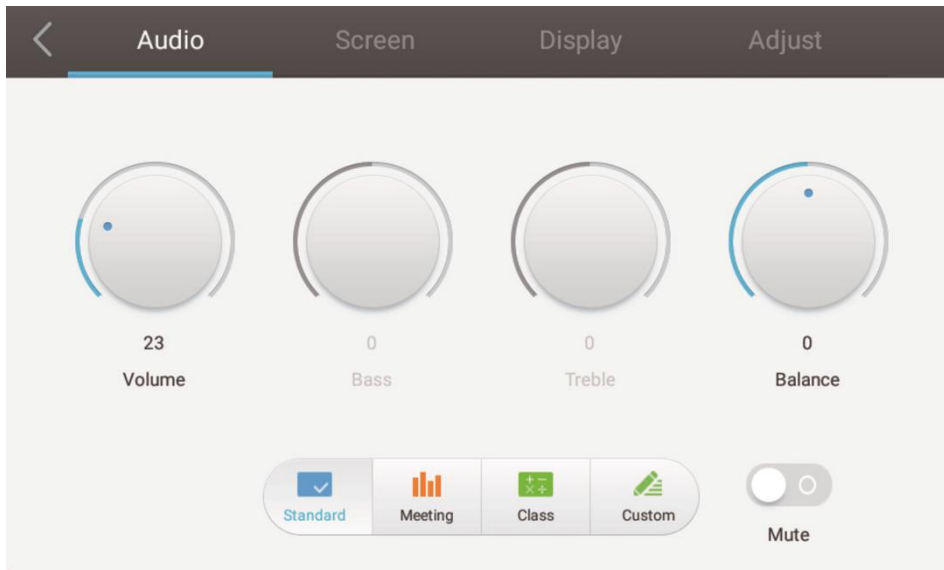 Audio Screen Display Adjust
23 0 0 0
Volume Bass Treble Balance
Standard Meeting Class Custom
Mute